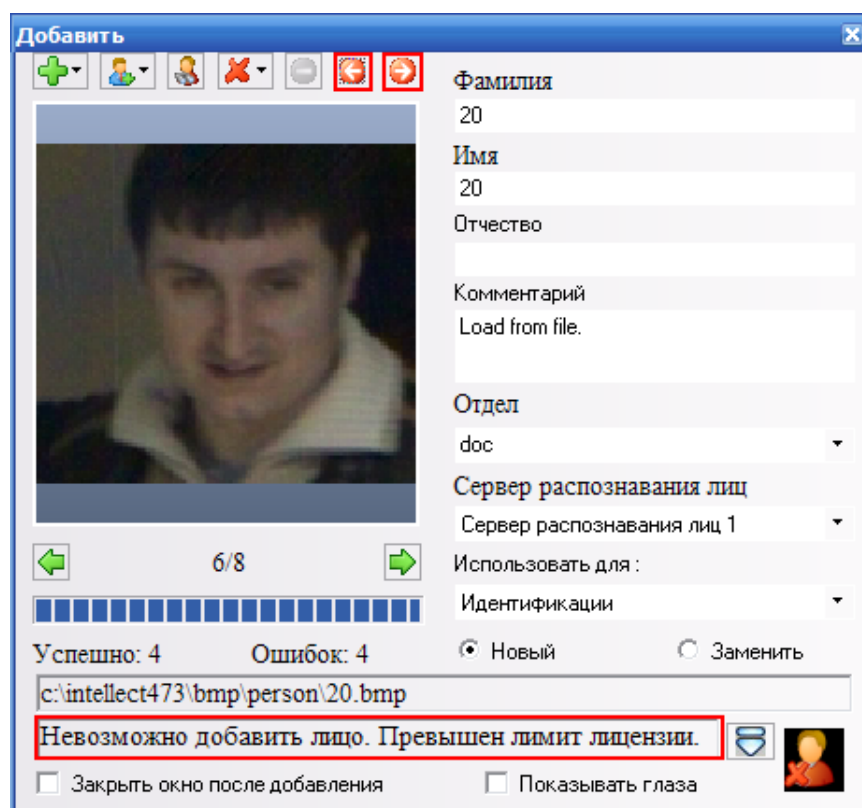 Добавить
Фамилия
20
Имя
20
Отчество
Комментарий
Load from file.
Отдел
doc
Сервер распознавания лиц
Сервер распознавания лиц 1
6/8
Использовать для :
Идентификации
Успешно: 4 Ошибок: 4
Новый Заменить
c:\intellect473\bmp\person\20.bmp
Невозможно добавить лицо. Превышен лимит лицензии.
Закрыть окно после добавления Показывать глаза